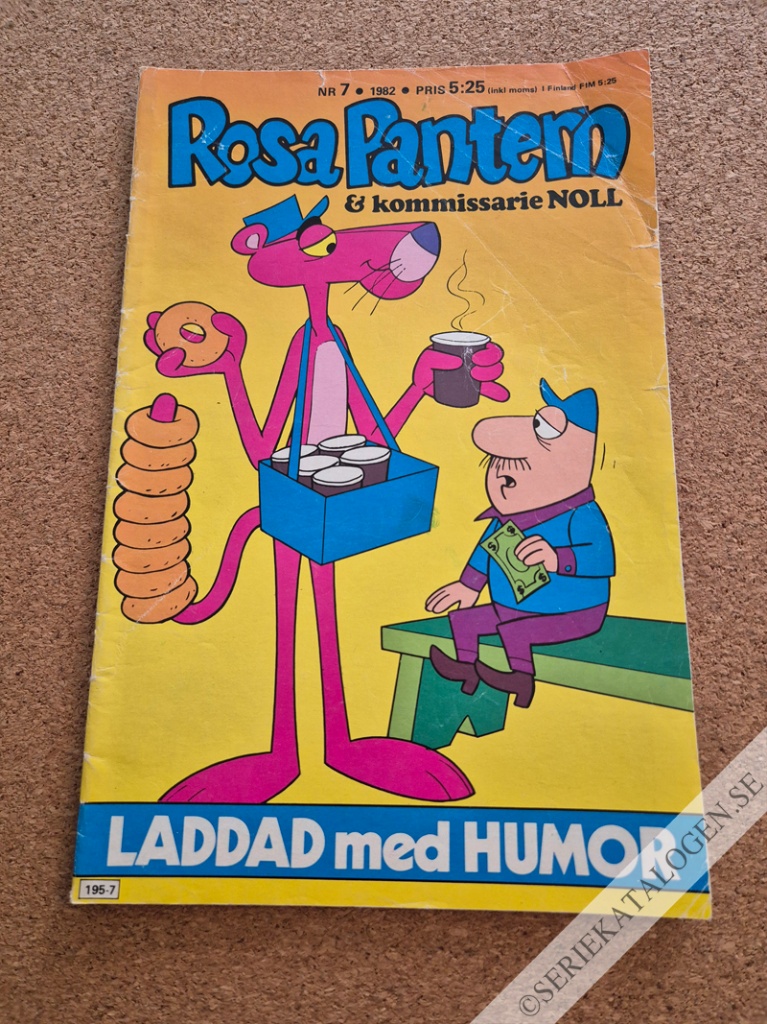 NR 7 • 1982 • PRIS 5:25 (inkl moms) I Finland FIM 5:25
Rosa Pantern
& kommissarie NOLL
$ $ $ $
LADDAD med HUMOR
195-7
©SERIEKATALOGEN.SE